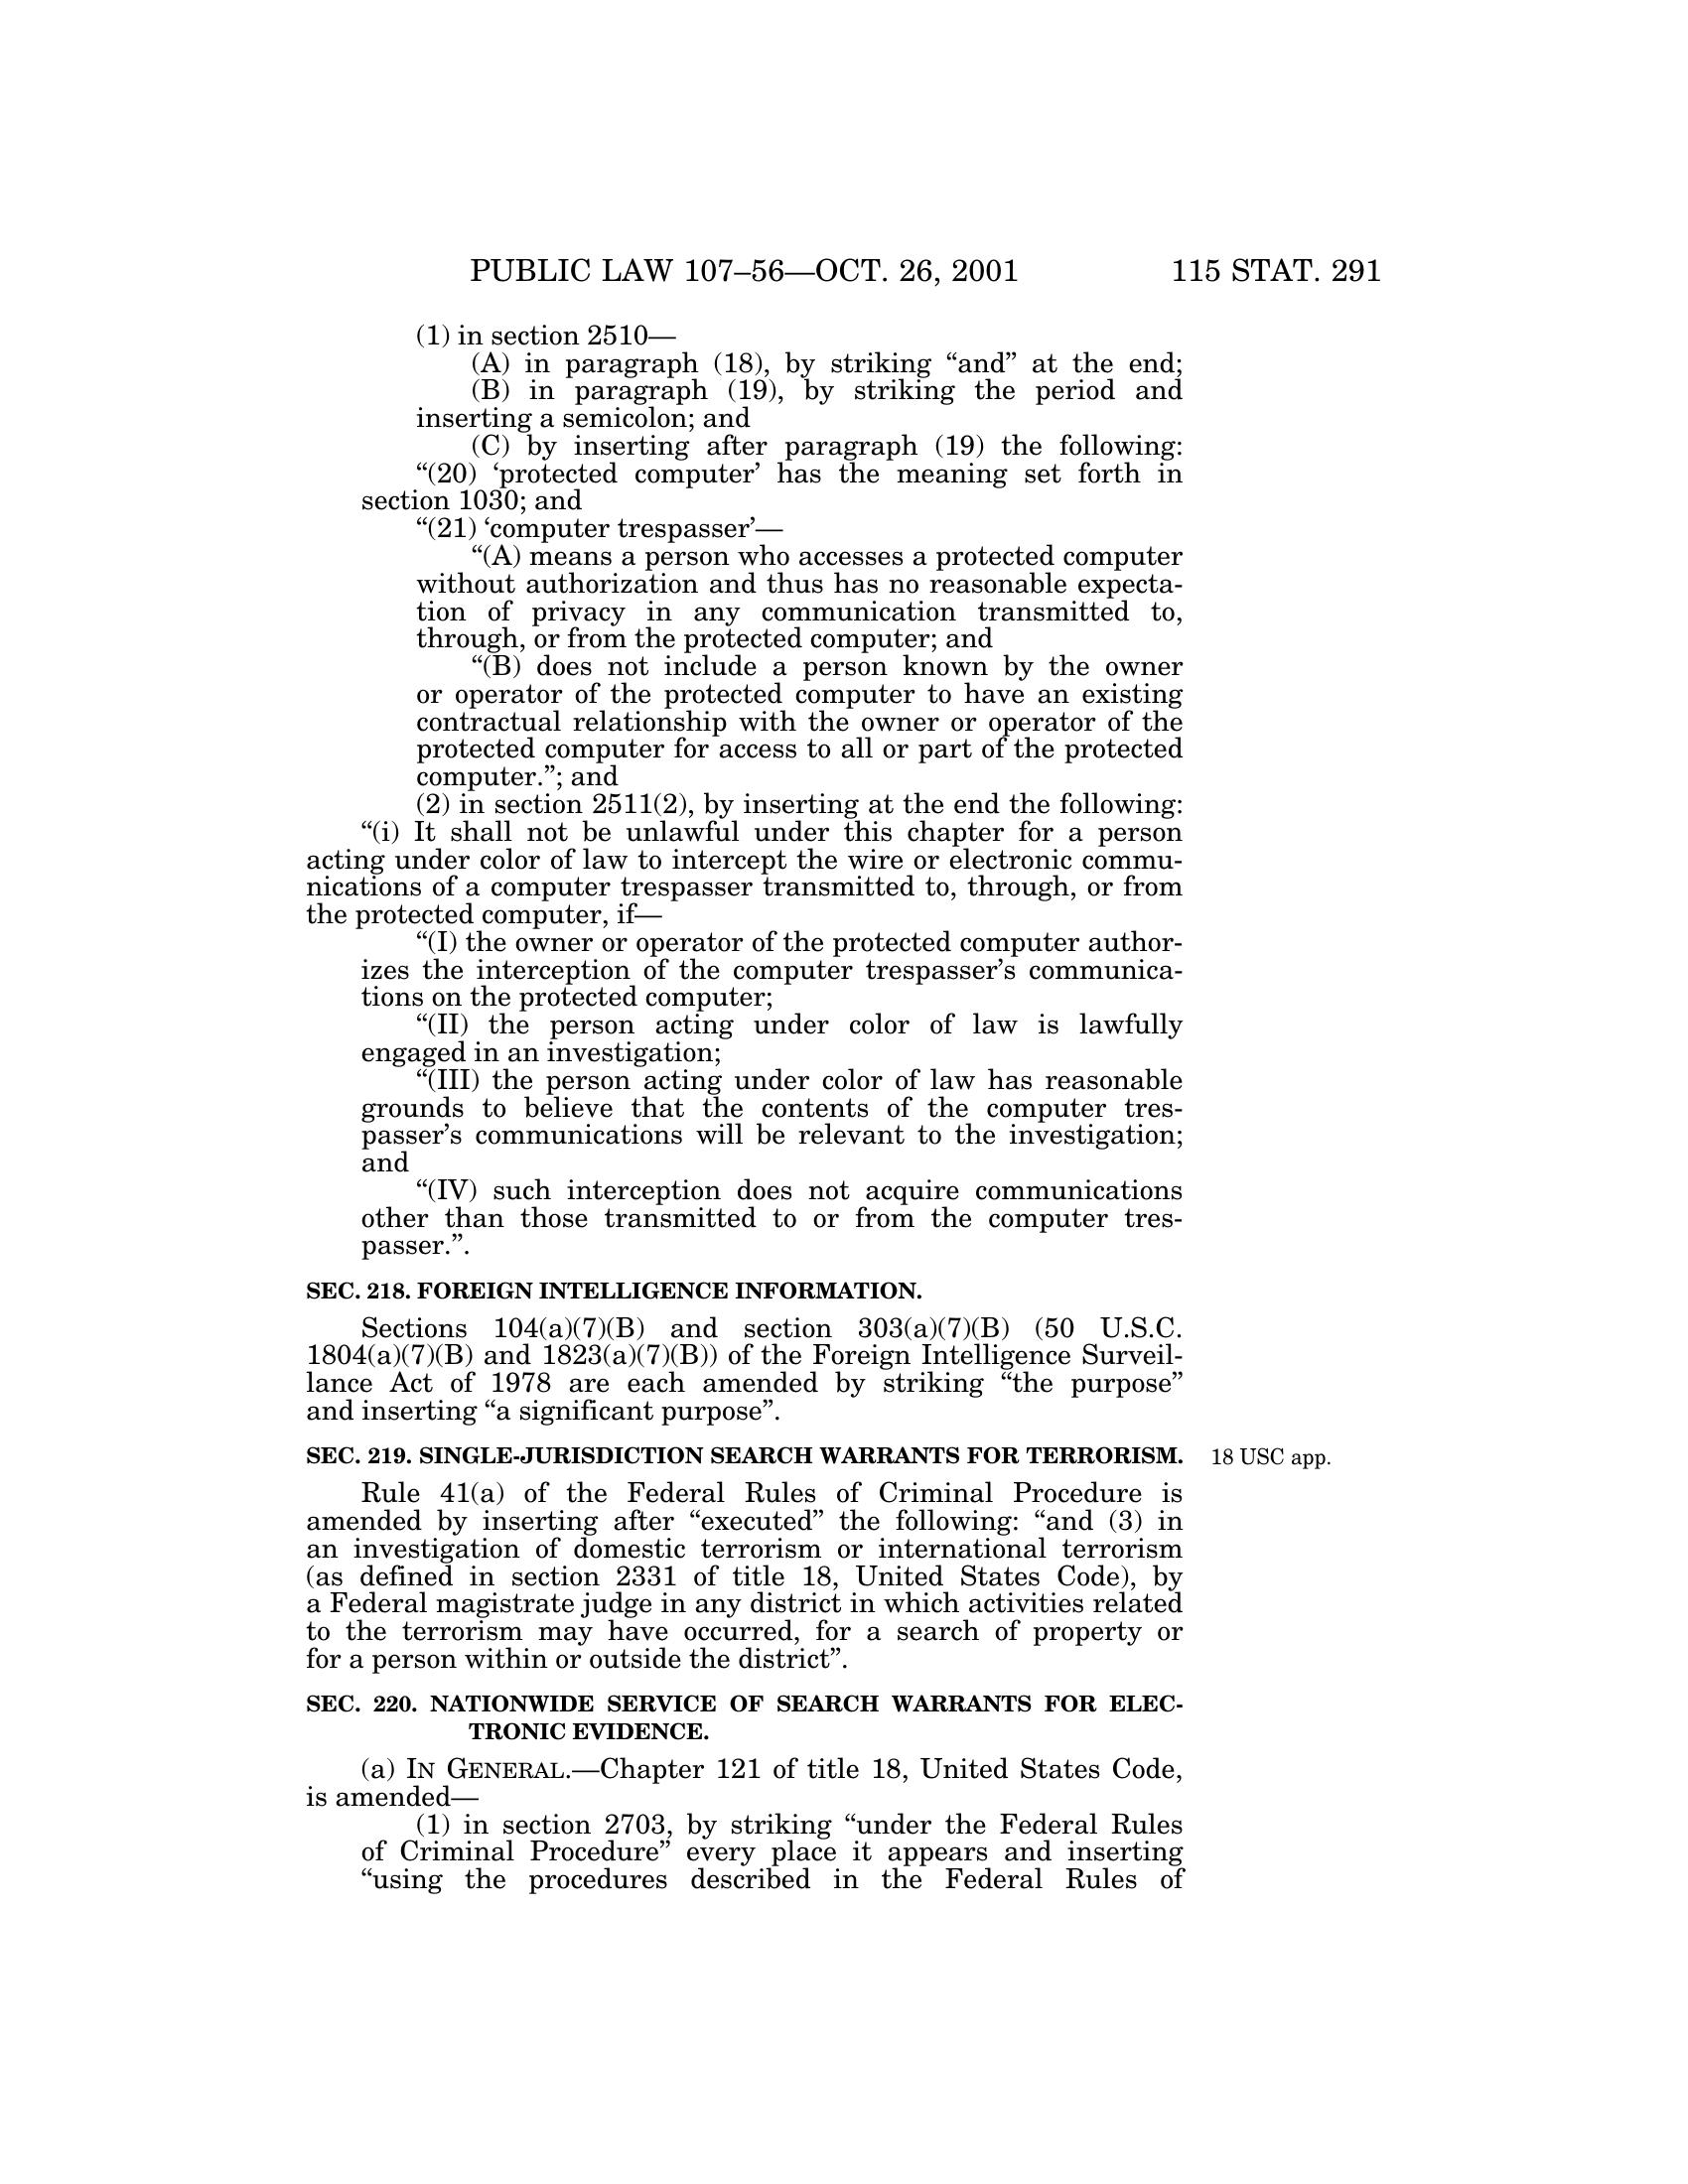 PUBLIC LAW 107–56—OCT. 26, 2001 115 STAT. 291
(1) in section 2510—
(A) in paragraph (18), by striking “and” at the end;
(B) in paragraph (19), by striking the period and
inserting a semicolon; and
(C) by inserting after paragraph (19) the following:
“(20) ‘protected computer’ has the meaning set forth in
section 1030; and
“(21) ‘computer trespasser’—
“(A) means a person who accesses a protected computer
without authorization and thus has no reasonable expecta-
tion of privacy in any communication transmitted to,
through, or from the protected computer; and
“(B) does not include a person known by the owner
or operator of the protected computer to have an existing
contractual relationship with the owner or operator of the
protected computer for access to all or part of the protected
computer.”; and
(2) in section 2511(2), by inserting at the end the following:
“(i) It shall not be unlawful under this chapter for a person
acting under color of law to intercept the wire or electronic commu-
nications of a computer trespasser transmitted to, through, or from
the protected computer, if—
“(I) the owner or operator of the protected computer author-
izes the interception of the computer trespasser’s communica-
tions on the protected computer;
“(II) the person acting under color of law is lawfully
engaged in an investigation;
“(III) the person acting under color of law has reasonable
grounds to believe that the contents of the computer tres-
passer’s communications will be relevant to the investigation;
and
“(IV) such interception does not acquire communications
other than those transmitted to or from the computer tres-
passer.”.
SEC. 218. FOREIGN INTELLIGENCE INFORMATION.
Sections 104(a)(7)(B) and section 303(a)(7)(B) (50 U.S.C.
1804(a)(7)(B) and 1823(a)(7)(B)) of the Foreign Intelligence Surveil-
lance Act of 1978 are each amended by striking “the purpose”
and inserting “a significant purpose”.
SEC. 219. SINGLE-JURISDICTION SEARCH WARRANTS FOR TERRORISM. 18 USC app.
Rule 41(a) of the Federal Rules of Criminal Procedure is
amended by inserting after “executed” the following: “and (3) in
an investigation of domestic terrorism or international terrorism
(as defined in section 2331 of title 18, United States Code), by
a Federal magistrate judge in any district in which activities related
to the terrorism may have occurred, for a search of property or
for a person within or outside the district”.
SEC. 220. NATIONWIDE SERVICE OF SEARCH WARRANTS FOR ELEC-
TRONIC EVIDENCE.
(a) IN GENERAL.—Chapter 121 of title 18, United States Code,
is amended—
(1) in section 2703, by striking “under the Federal Rules
of Criminal Procedure” every place it appears and inserting
“using the procedures described in the Federal Rules of